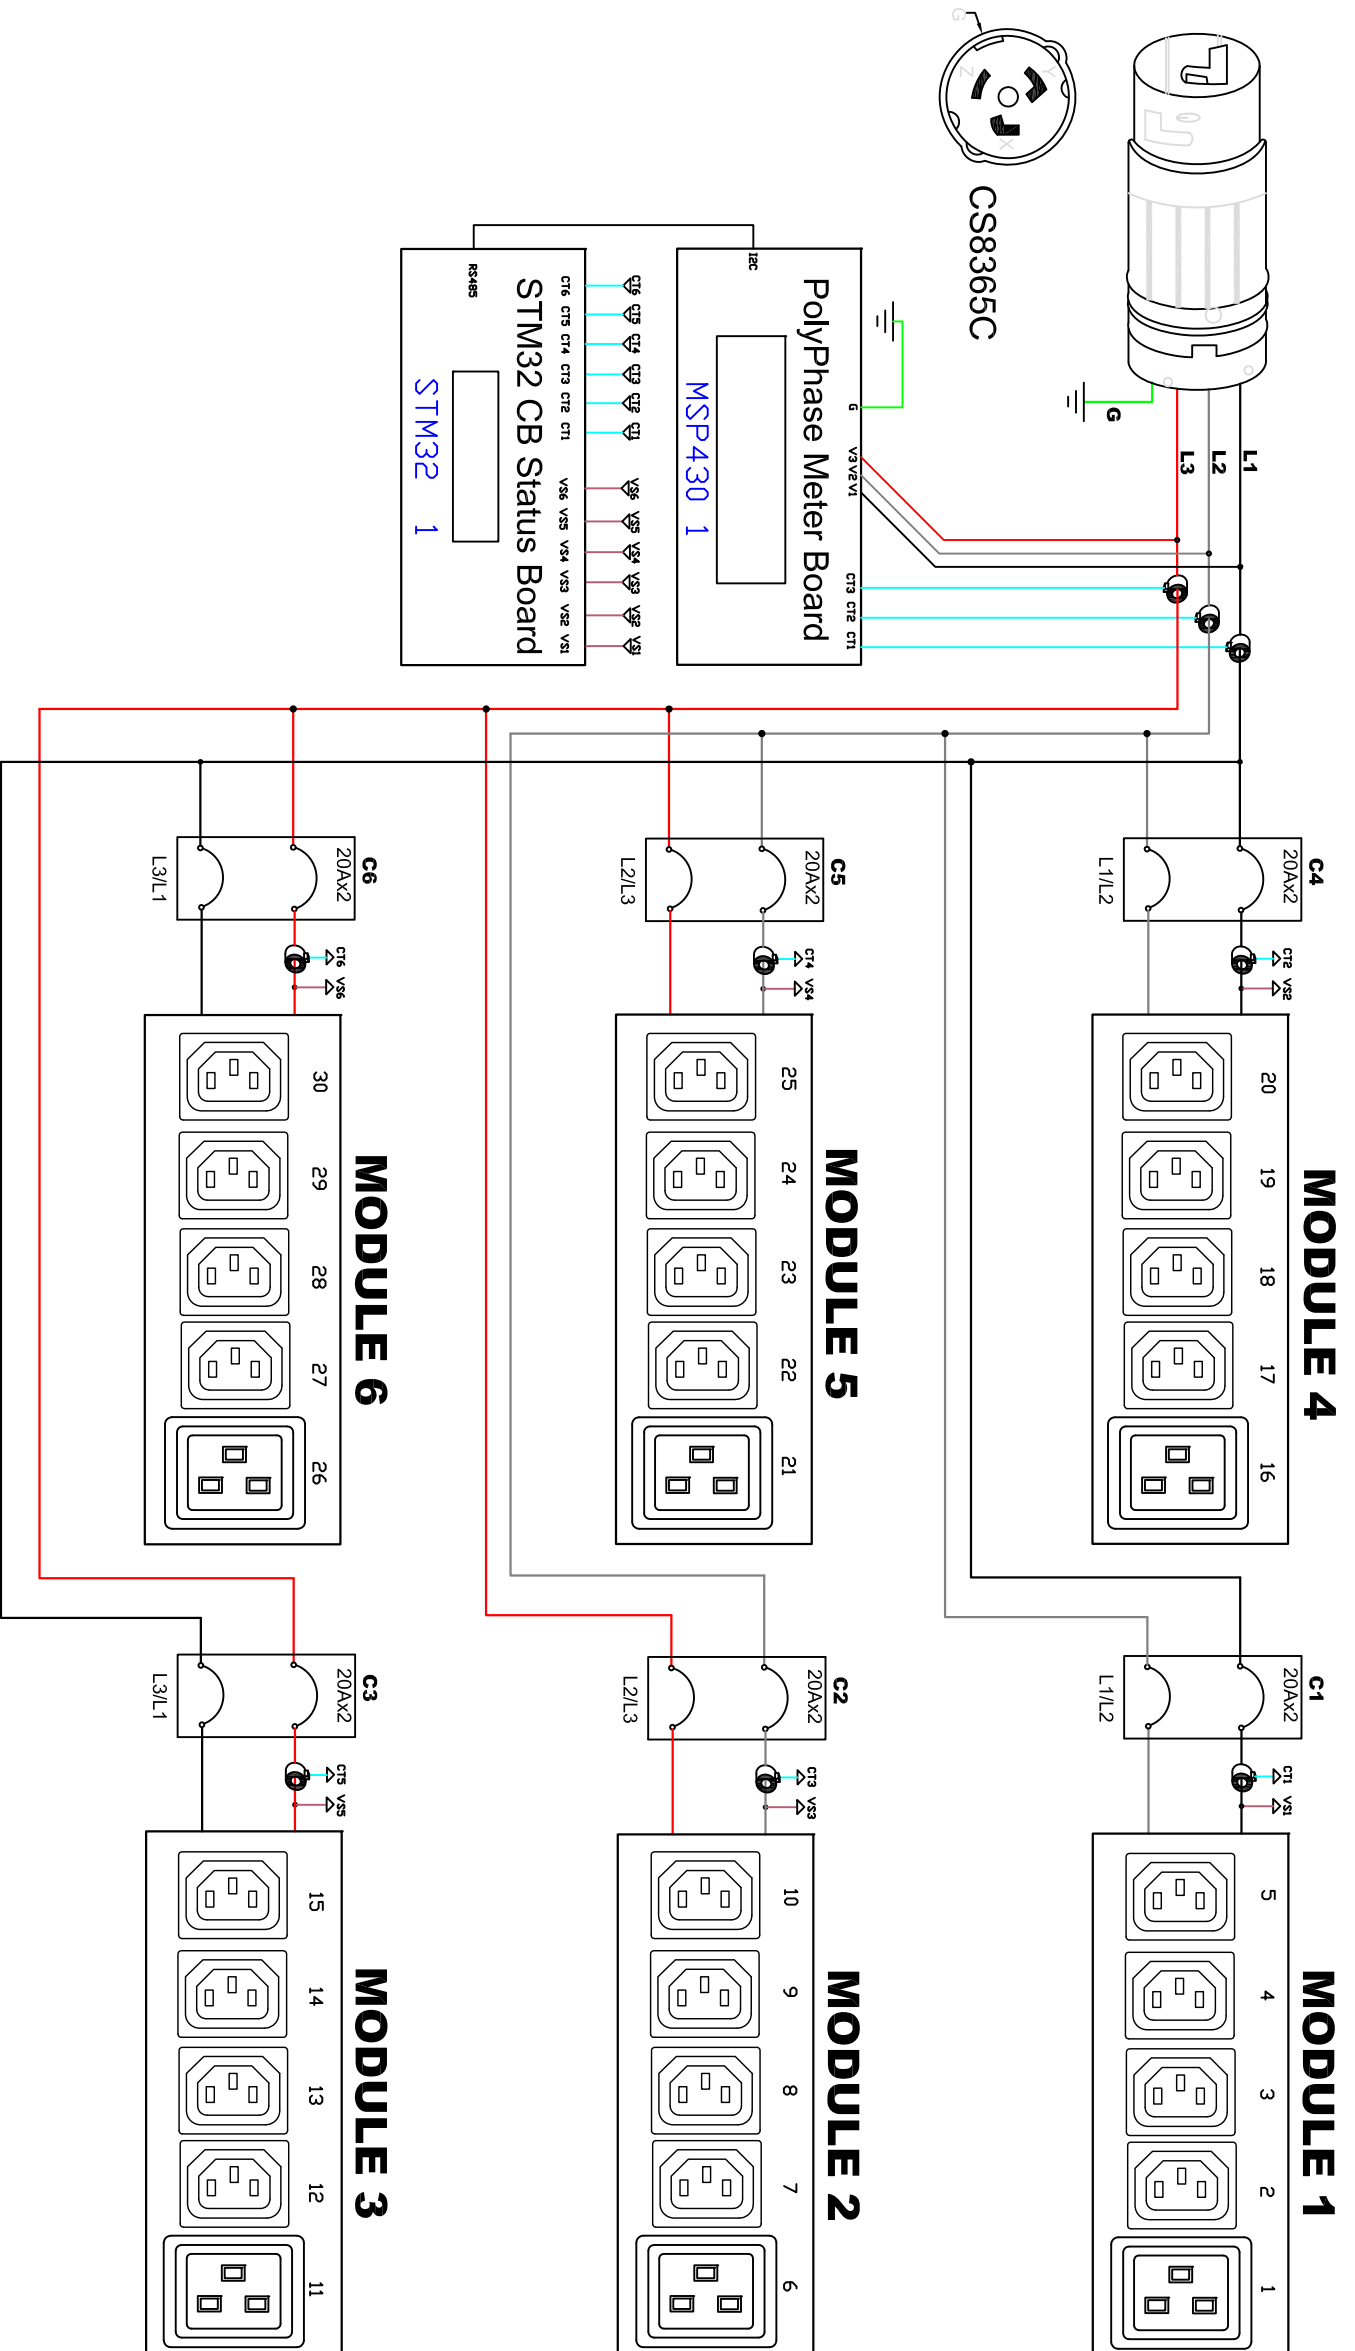 G
Z
Y
X
CS8365C
G
L1
L2
L3
PolyPhase Meter Board
MSP430 1
I2C
G
V3 V2 V1
CT3 CT2 CT1
STM32 CB Status Board
STM32 1
RS485
CT6 CT5 CT4 CT3 CT2 CT1
VS6 VS5 VS4 VS3 VS2 VS1
CT6 CT5 CT4 CT3 CT2 CT1
VS6 VS5 VS4 VS3 VS2 VS1
C4
20Ax2
L1/L2
CT2
VS2
MODULE 4
20 19 18 17 16
C1
20Ax2
L1/L2
CT1
VS1
MODULE 1
5 4 3 2 1
C5
20Ax2
L2/L3
CT4
VS4
MODULE 5
25 24 23 22 21
C2
20Ax2
L2/L3
CT3
VS3
MODULE 2
10 9 8 7 6
C6
20Ax2
L3/L1
CT6
VS6
MODULE 6
30 29 28 27 26
C3
20Ax2
L3/L1
CT5
VS5
MODULE 3
15 14 13 12 11